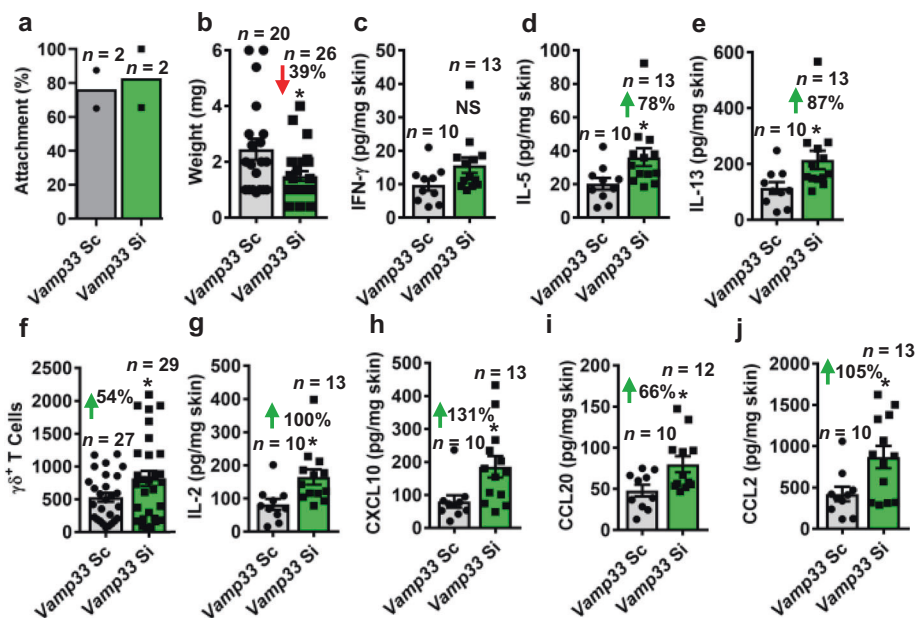 a
Attachment (%)
100
80
60
40
20
0
n = 2
n = 2
Vamp33 Sc
Vamp33 Si
b
Weight (mg)
6
4
2
0
n = 20
n = 26
39%
*
Vamp33 Sc
Vamp33 Si
c
IFN-γ (pg/mg skin)
50
40
30
20
10
0
n = 13
NS
n = 10
Vamp33 Sc
Vamp33 Si
d
IL-5 (pg/mg skin)
100
80
60
40
20
0
n = 13
78%
n = 10
*
Vamp33 Sc
Vamp33 Si
e
IL-13 (pg/mg skin)
600
400
200
0
n = 13
87%
n = 10
*
Vamp33 Sc
Vamp33 Si
f
γδ+ T Cells
2500
2000
1500
1000
500
0
n = 29
*
54%
n = 27
Vamp33 Sc
Vamp33 Si
g
IL-2 (pg/mg skin)
500
400
300
200
100
0
n = 13
100%
n = 10
*
Vamp33 Sc
Vamp33 Si
h
CXCL10 (pg/mg skin)
500
400
300
200
100
0
n = 13
131%
*
n = 10
Vamp33 Sc
Vamp33 Si
i
CCL20 (pg/mg skin)
200
150
100
50
0
n = 12
66%
*
n = 10
Vamp33 Sc
Vamp33 Si
j
CCL2 (pg/mg skin)
2000
1500
1000
500
0
n = 13
105%
*
n = 10
Vamp33 Sc
Vamp33 Si